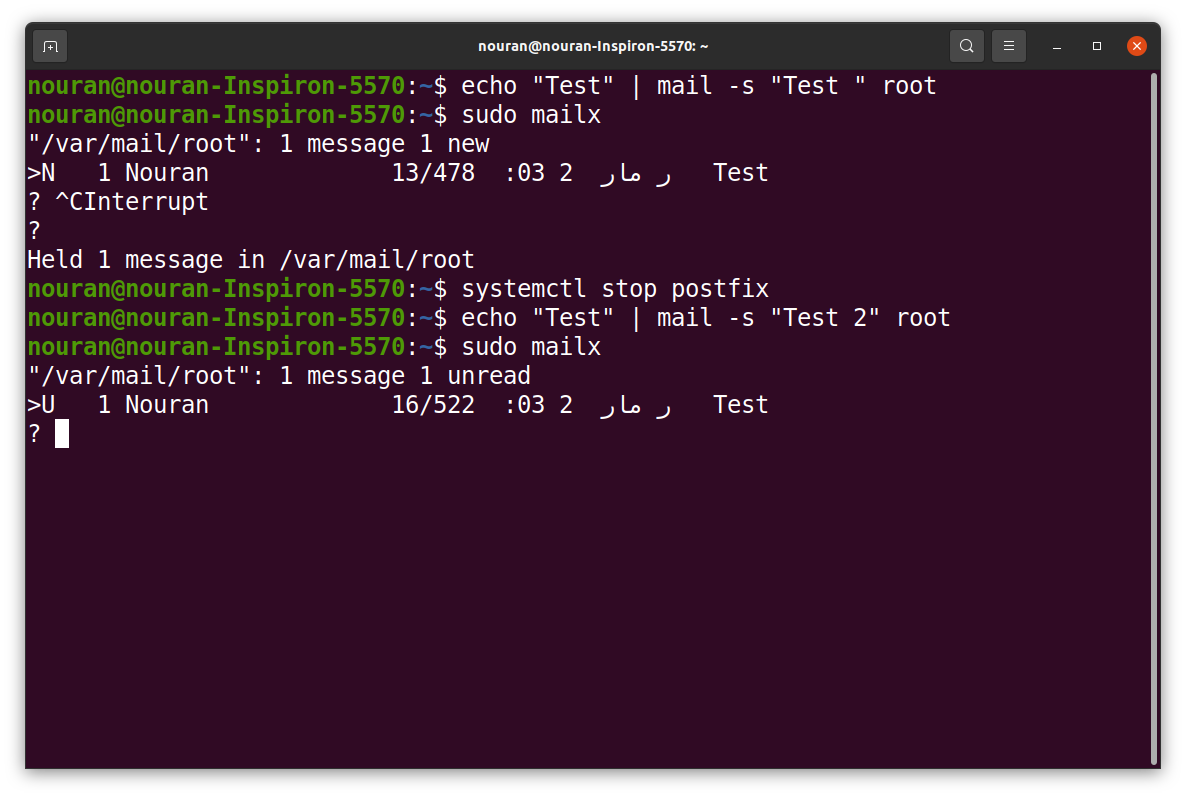 nouran@nouran-Inspiron-5570: ~
nouran@nouran-Inspiron-5570:~$ echo "Test" | mail -s "Test " root
nouran@nouran-Inspiron-5570:~$ sudo mailx
"/var/mail/root": 1 message 1 new
>N   1 Nouran             13/478  :03 2  ر مار   Test
? ^CInterrupt
?
Held 1 message in /var/mail/root
nouran@nouran-Inspiron-5570:~$ systemctl stop postfix
nouran@nouran-Inspiron-5570:~$ echo "Test" | mail -s "Test 2" root
nouran@nouran-Inspiron-5570:~$ sudo mailx
"/var/mail/root": 1 message 1 unread
>U   1 Nouran             16/522  :03 2  ر مار   Test
?